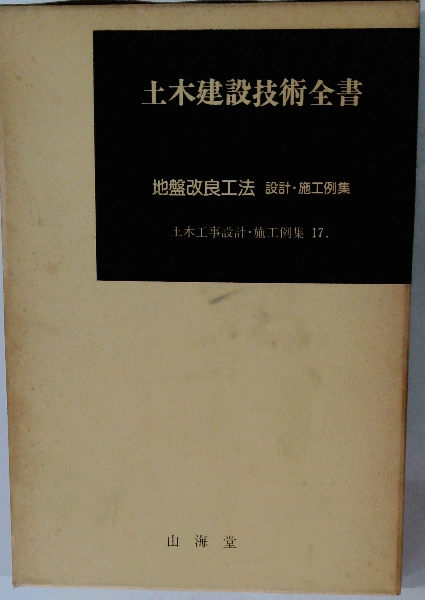 土木建設技術全書
地盤改良工法 設計・施工例集
土木工事設計・施工例集 17.
山海堂